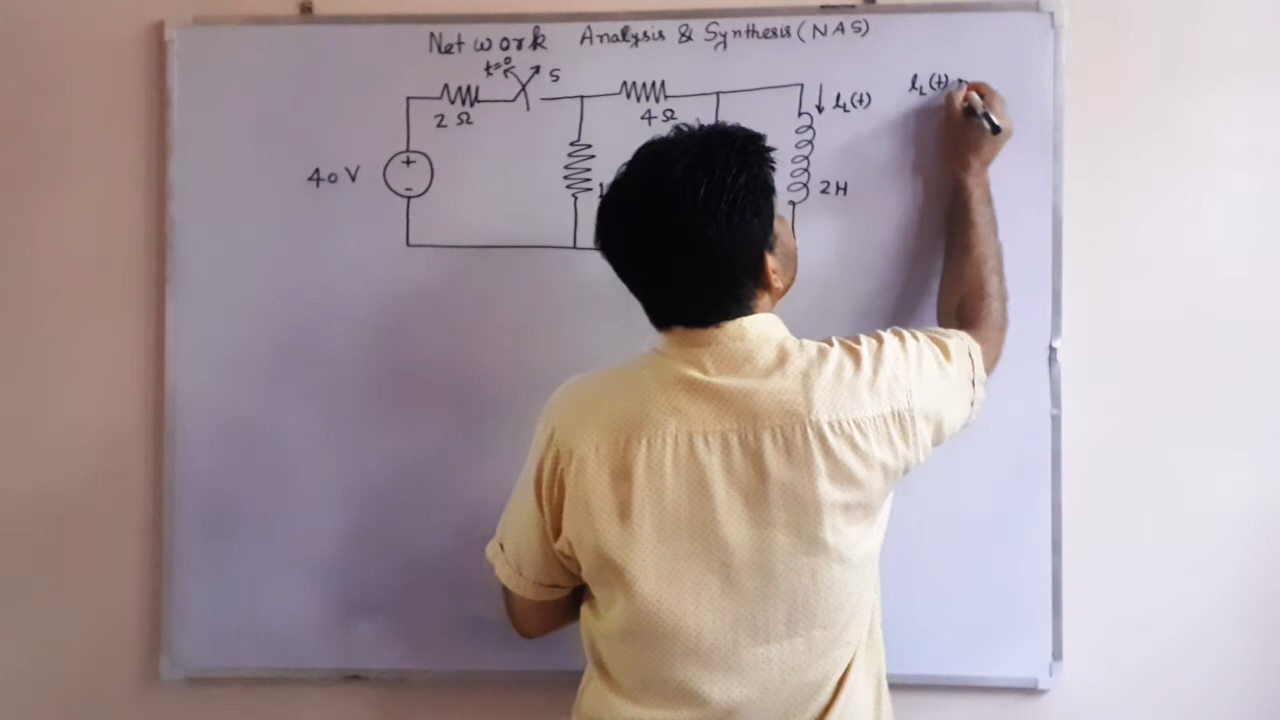 Network Analysis & Synthesis (NAS)
t=0
S
2 Ω
4 Ω
iL(t)
iL(t)
40 V
+
-
2H